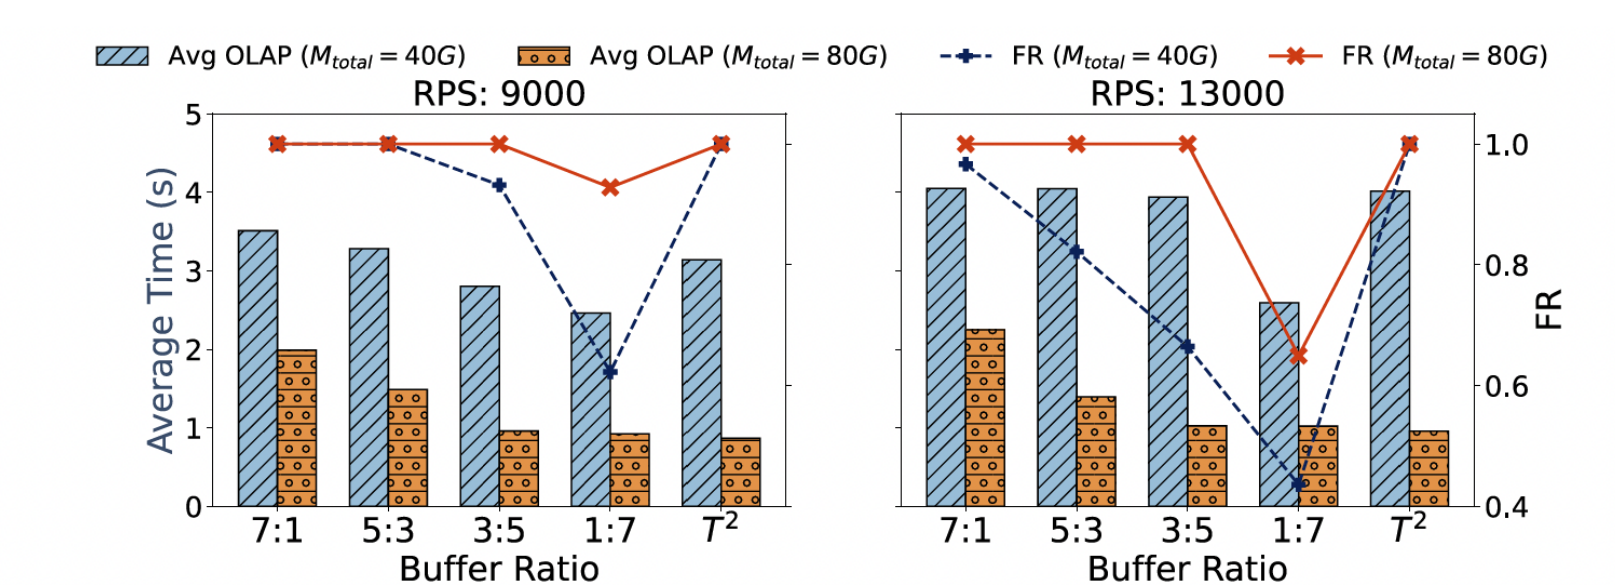 Avg OLAP (M_total = 40G) Avg OLAP (M_total = 80G) FR (M_total = 40G) FR (M_total = 80G)
RPS: 9000 RPS: 13000
5
4
3
2
1
0
Average Time (s)
7:1 5:3 3:5 1:7 T²
Buffer Ratio
1.0
0.8
0.6
0.4
FR
7:1 5:3 3:5 1:7 T²
Buffer Ratio